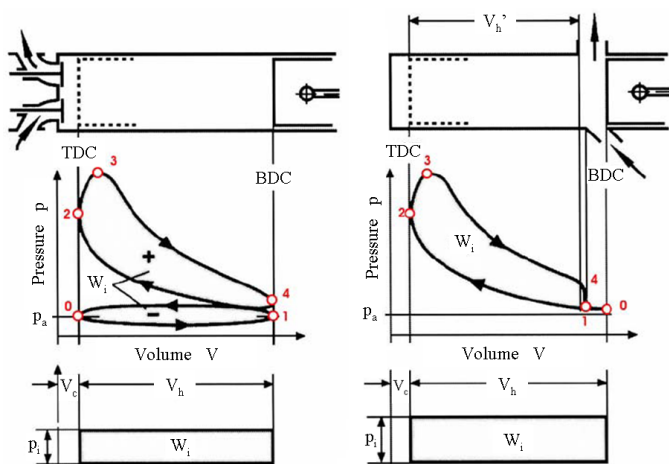 TDC
BDC
Pressure p
3
2
+
Wi
4
0
−
1
pa
Volume V
Vc
Vh
pi
Wi
Vh’
TDC
BDC
Pressure p
3
2
Wi
4
0
1
pa
Volume V
Vc
Vh
pi
Wi